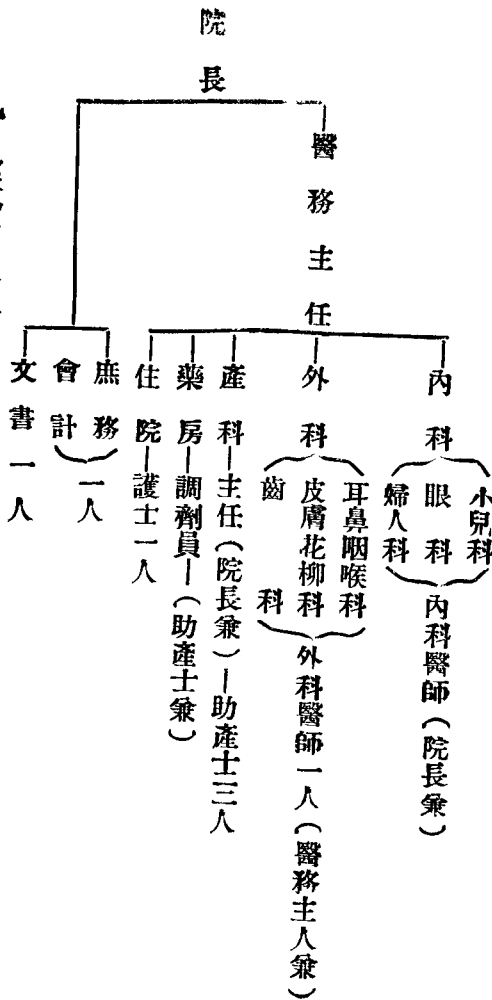 院長
醫務主任
內科
小兒科
眼科
婦人科
內科醫師(院長兼)
外科
耳鼻咽喉科
皮膚花柳科
齒科
外科醫師一人(醫務主人兼)
產科—主任(院長兼)—助產士三人
藥房—調劑員—(助產士兼)
住院—護士一人
庶務
會計
一人
文書一人